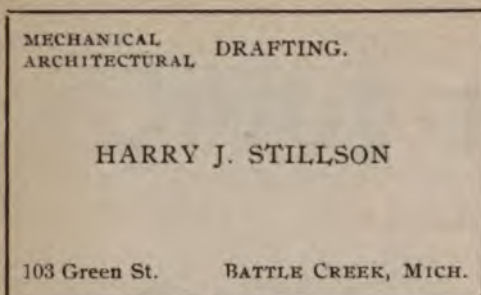 MECHANICAL
ARCHITECTURAL DRAFTING.
HARRY J. STILLSON
103 Green St. BATTLE CREEK, MICH.